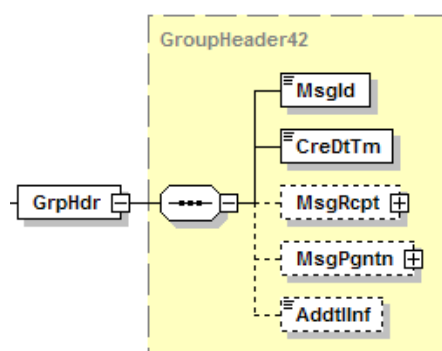 GroupHeader42
MsgId
CreDtTm
GrpHdr
MsgRcpt
MsgPgntn
AddtlInf